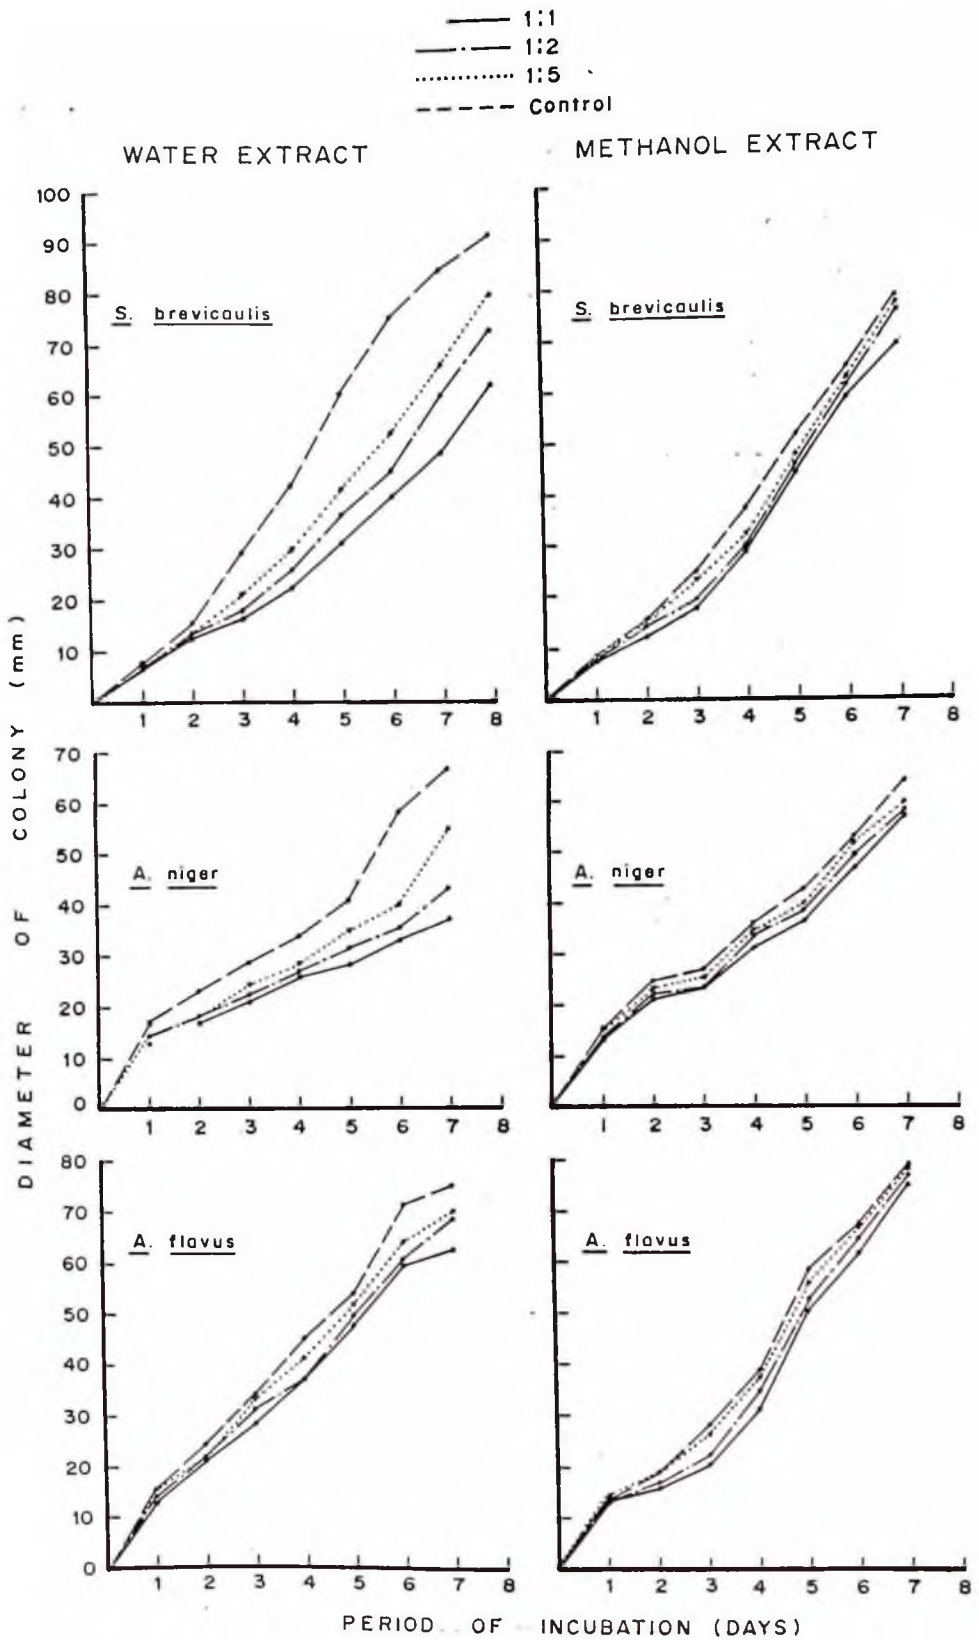 1:1
1:2
1:5
Control
WATER EXTRACT
METHANOL EXTRACT
100
90
80
70
60
50
40
30
20
10
S. brevicaulis
1 2 3 4 5 6 7 8
S. brevicaulis
1 2 3 4 5 6 7 8
DIAMETER OF COLONY (mm)
70
60
50
40
30
20
10
0
A. niger
1 2 3 4 5 6 7 8
A. niger
1 2 3 4 5 6 7 8
80
70
60
50
40
30
20
10
0
A. flavus
1 2 3 4 5 6 7 8
A. flavus
1 2 3 4 5 6 7 8
PERIOD OF INCUBATION (DAYS)